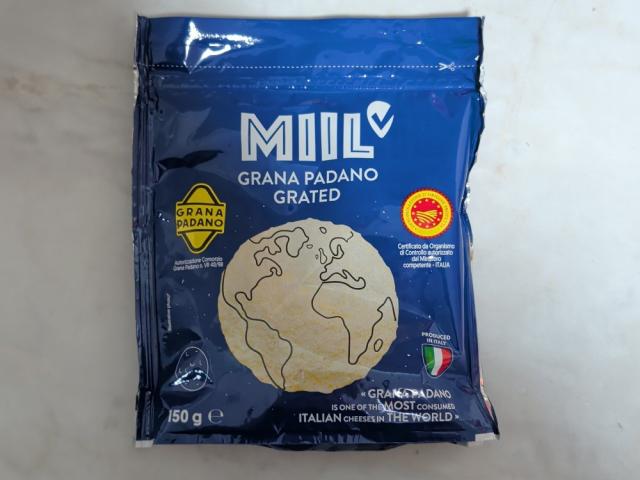 MIIL
GRANA PADANO
GRATED
GRANA
PADANO
Autorizzazione Consorzio
Grana Padano n. VR 40/98
Certificato da Organismo
di Controllo autorizzato
dal Ministero
competente - ITALIA
PRODUCED
IN ITALY
« GRANA PADANO
IS ONE OF THE MOST CONSUMED
ITALIAN CHEESES IN THE WORLD »
150 g ℮